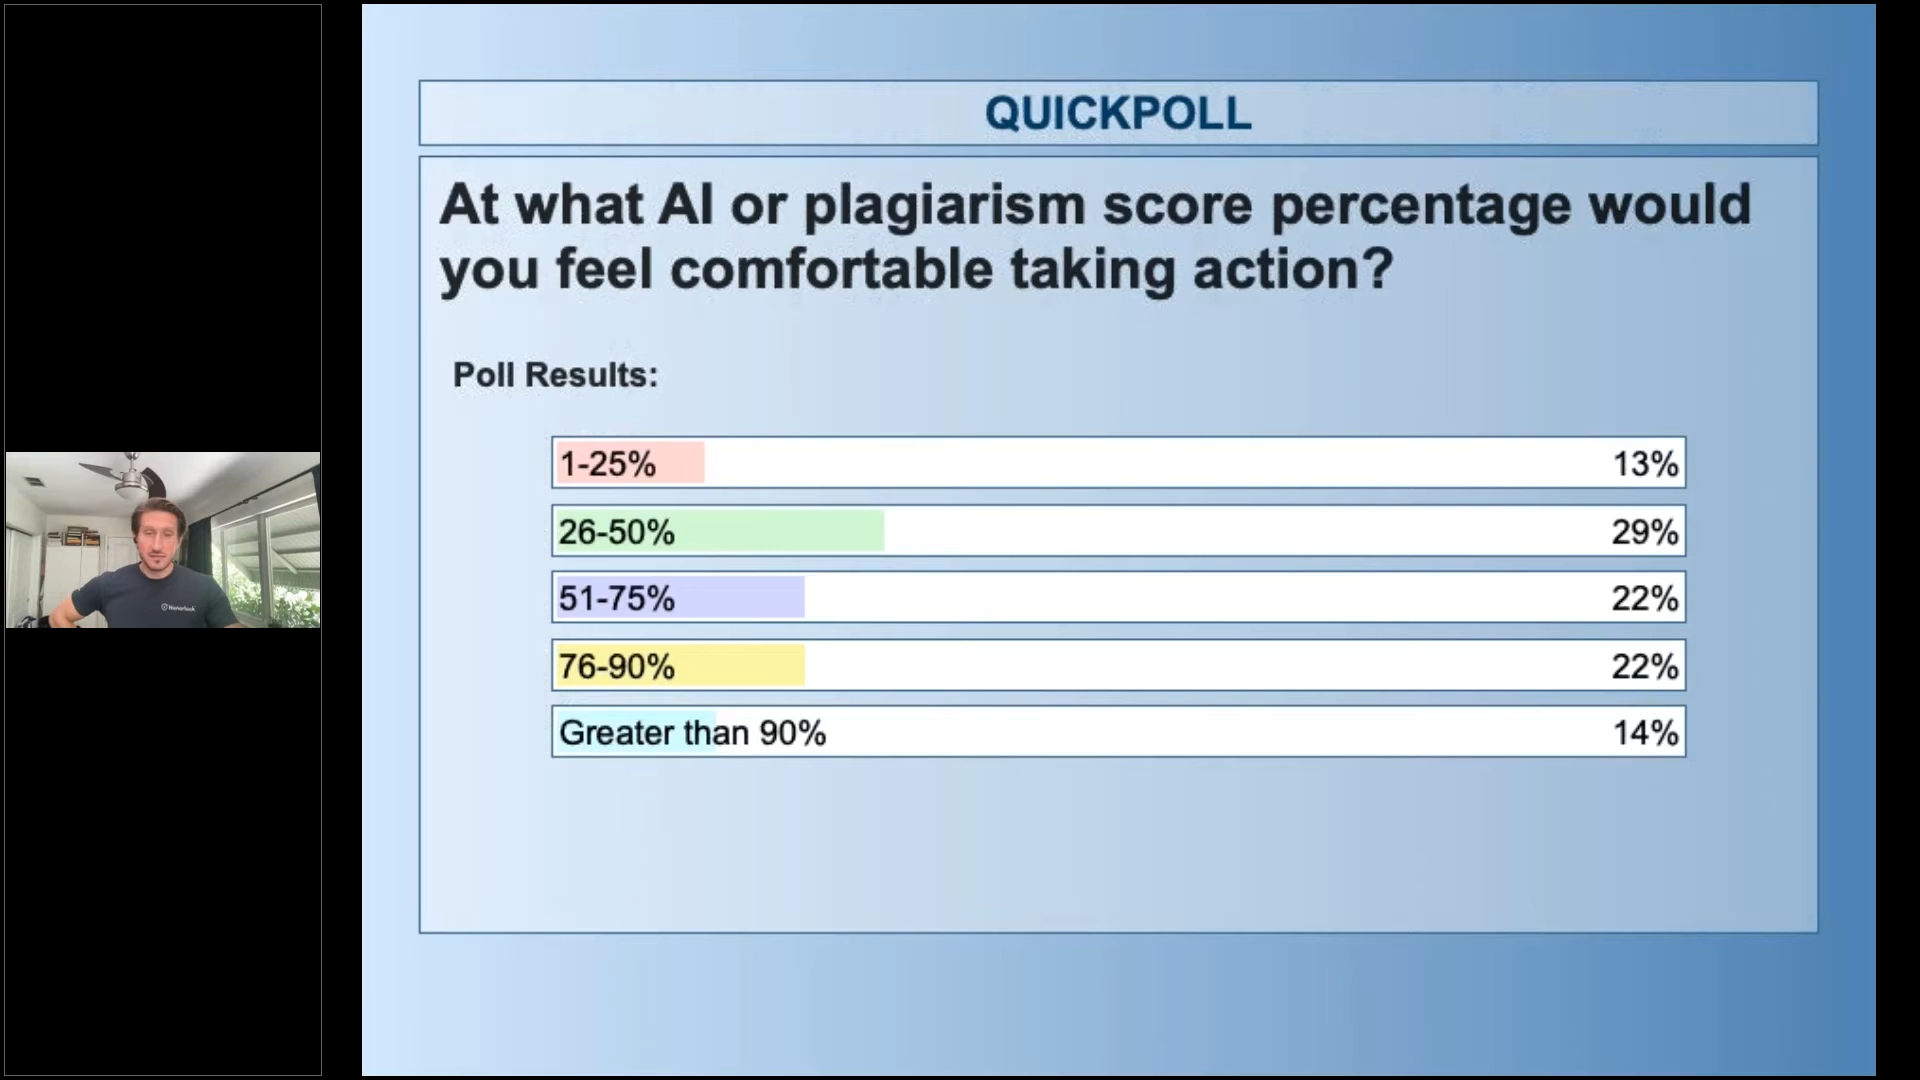 QUICKPOLL
At what AI or plagiarism score percentage would
you feel comfortable taking action?
Poll Results:
1-25% 13%
26-50% 29%
51-75% 22%
76-90% 22%
Greater than 90% 14%
Honorlock